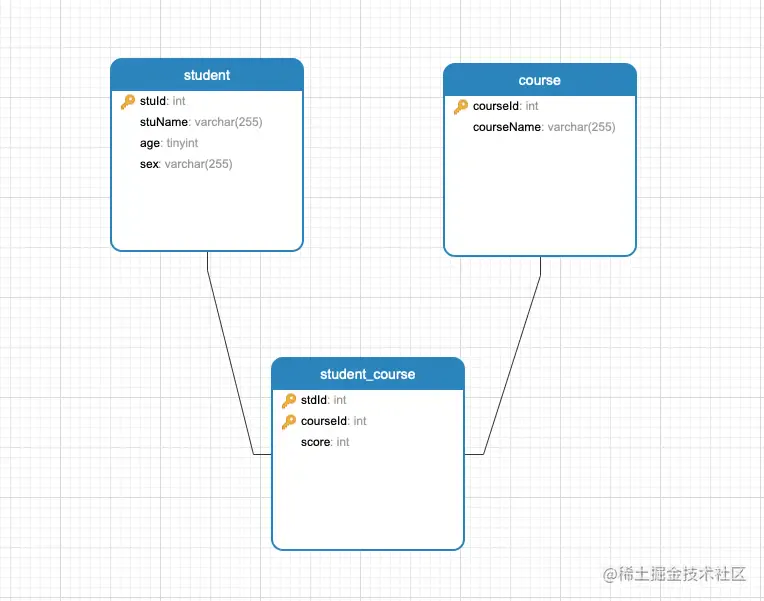 student
stuId: int
stuName: varchar(255)
age: tinyint
sex: varchar(255)
course
courseId: int
courseName: varchar(255)
student_course
stdId: int
courseId: int
score: int
@稀土掘金技术社区